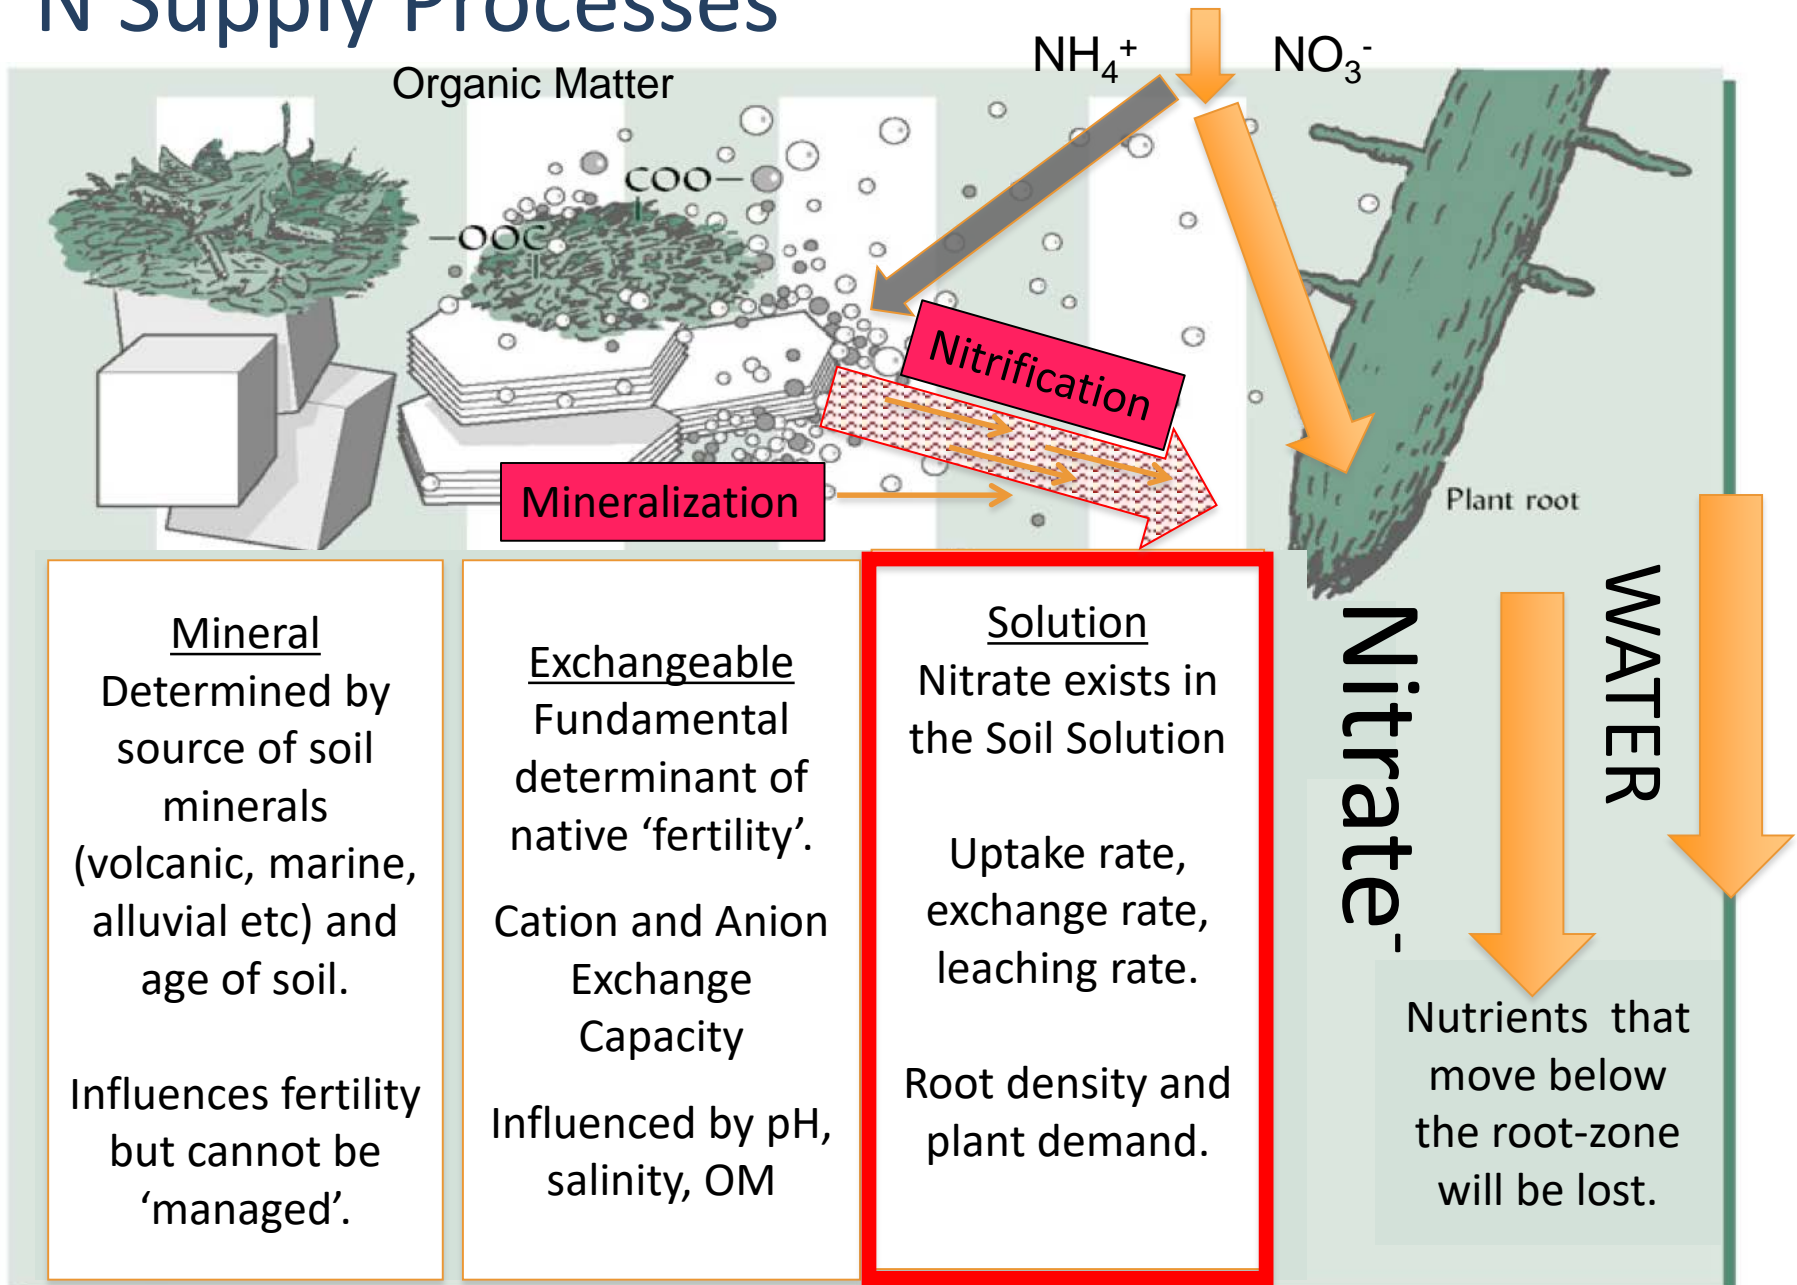 N Supply Processes
Organic Matter
NH₄⁺
NO₃⁻
COO—
—OOC
Nitrification
Mineralization
Plant root
Mineral
Determined by
source of soil
minerals
(volcanic, marine,
alluvial etc) and
age of soil.
Influences fertility
but cannot be
‘managed’.
Exchangeable
Fundamental
determinant of
native ‘fertility’.
Cation and Anion
Exchange
Capacity
Influenced by pH,
salinity, OM
Solution
Nitrate exists in
the Soil Solution
Uptake rate,
exchange rate,
leaching rate.
Root density and
plant demand.
Nitrate⁻
WATER
Nutrients that
move below
the root-zone
will be lost.